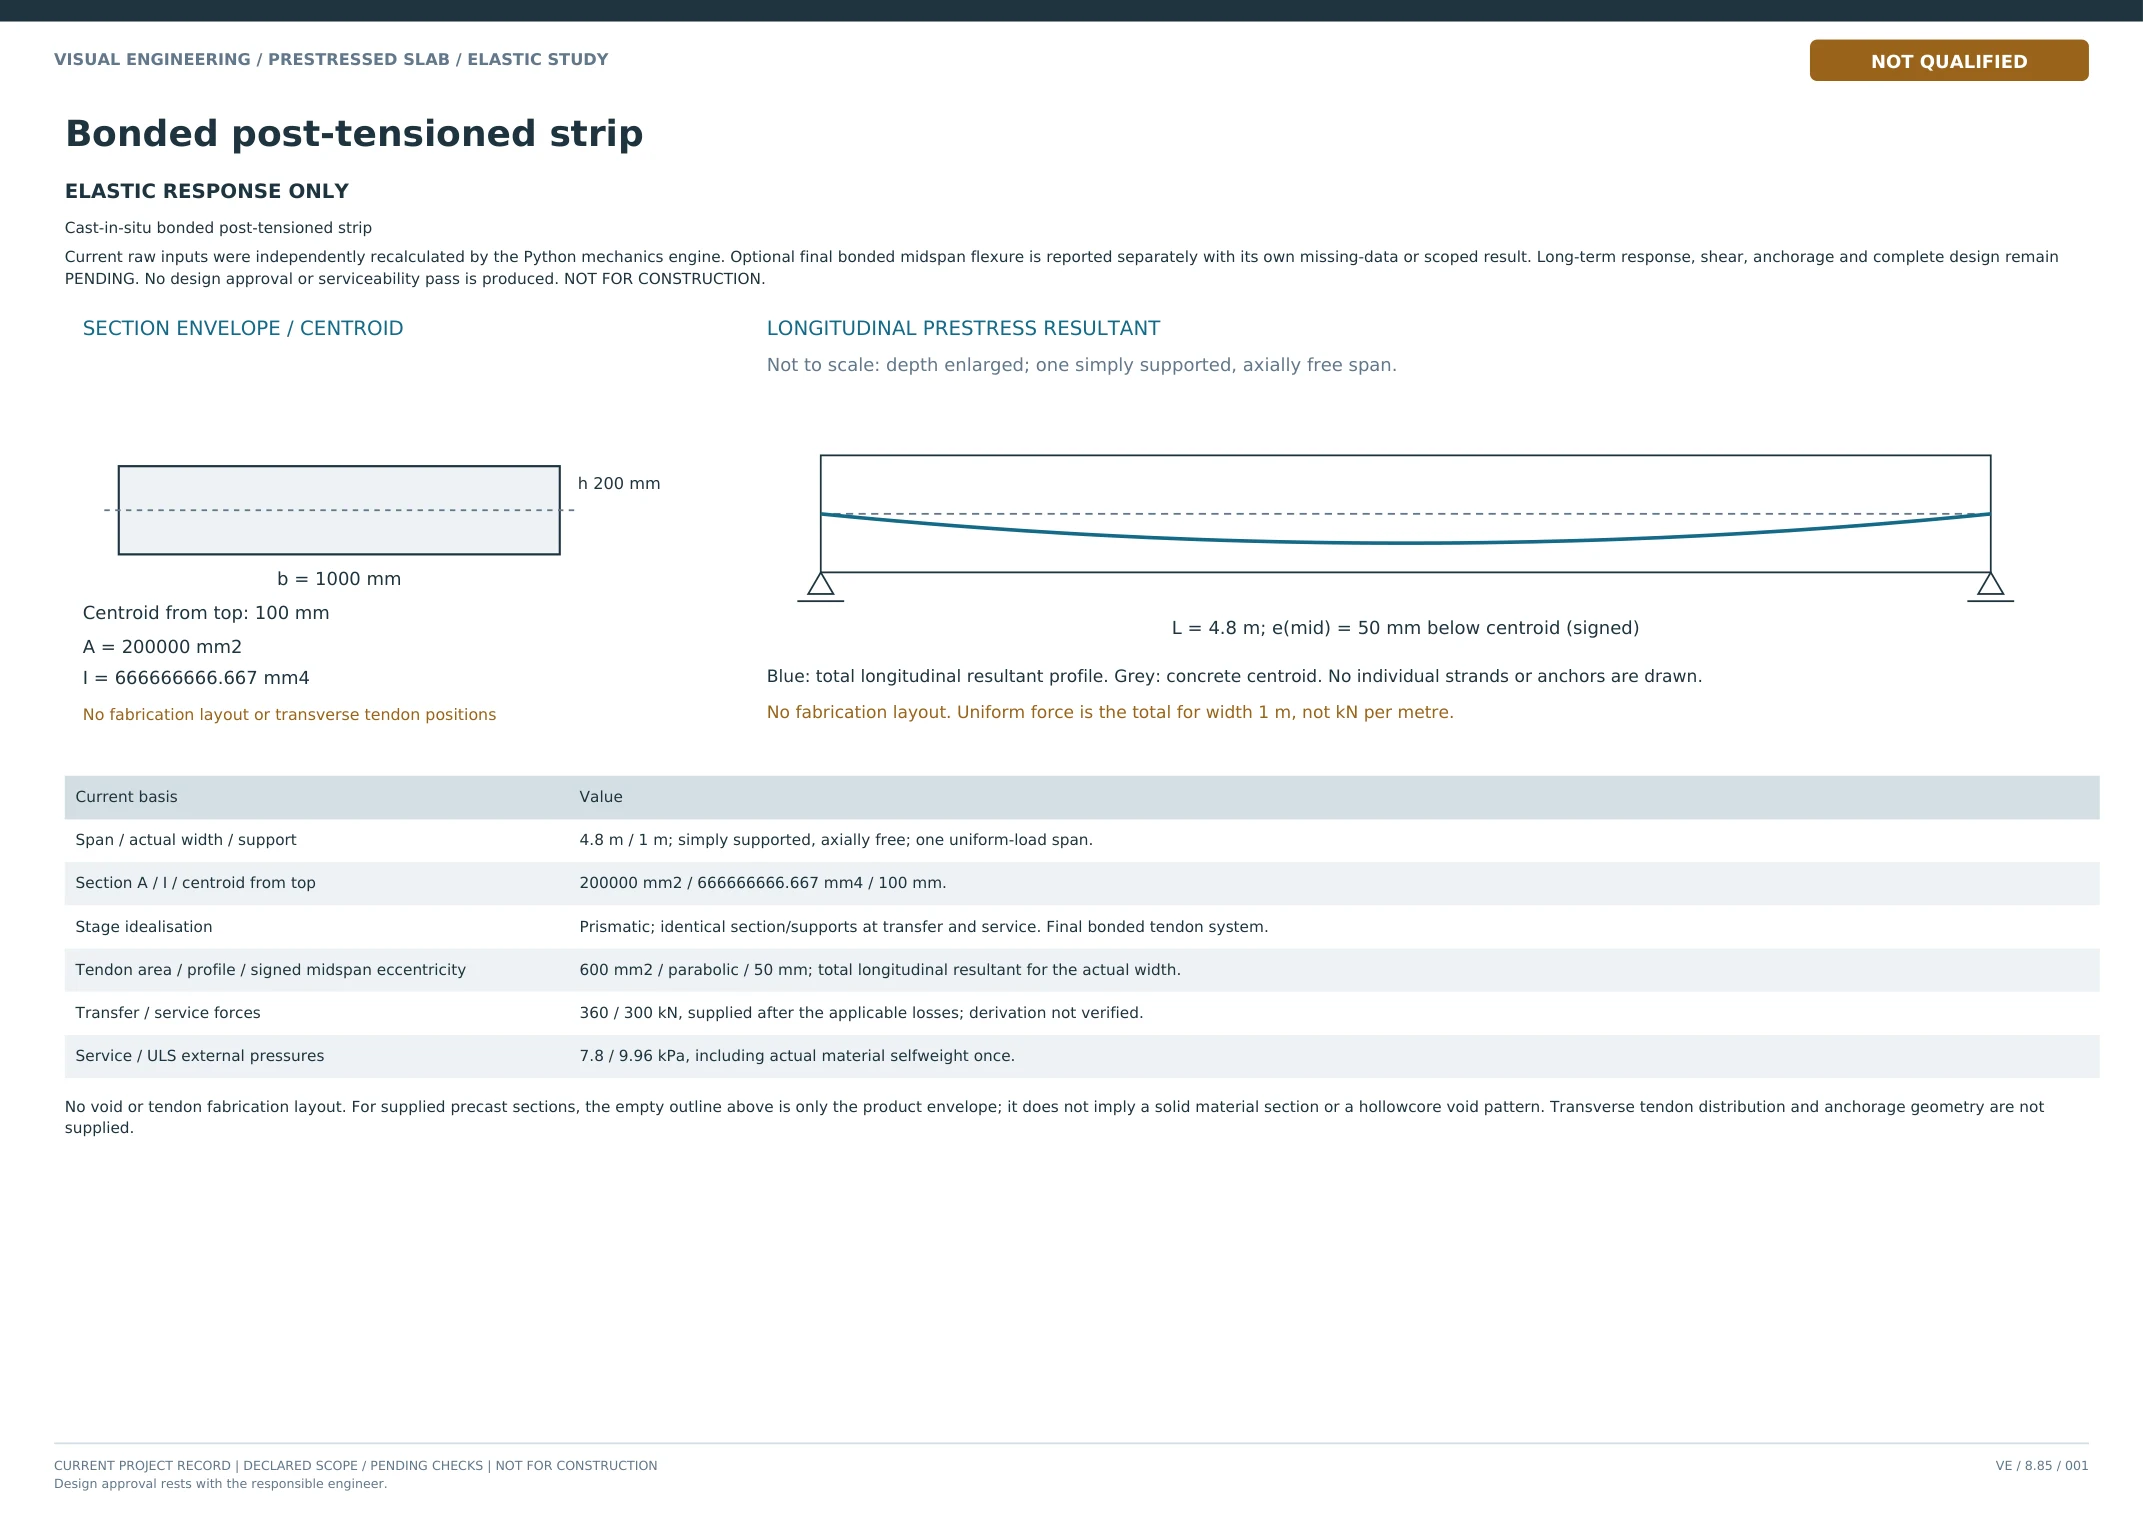 VISUAL ENGINEERING / PRESTRESSED SLAB / ELASTIC STUDY
NOT QUALIFIED
Bonded post-tensioned strip
ELASTIC RESPONSE ONLY
Cast-in-situ bonded post-tensioned strip
Current raw inputs were independently recalculated by the Python mechanics engine. Optional final bonded midspan flexure is reported separately with its own missing-data or scoped result. Long-term response, shear, anchorage and complete design remain
PENDING. No design approval or serviceability pass is produced. NOT FOR CONSTRUCTION.
SECTION ENVELOPE / CENTROID
h 200 mm
b = 1000 mm
Centroid from top: 100 mm
A = 200000 mm2
I = 666666666.667 mm4
No fabrication layout or transverse tendon positions
LONGITUDINAL PRESTRESS RESULTANT
Not to scale: depth enlarged; one simply supported, axially free span.
L = 4.8 m; e(mid) = 50 mm below centroid (signed)
Blue: total longitudinal resultant profile. Grey: concrete centroid. No individual strands or anchors are drawn.
No fabrication layout. Uniform force is the total for width 1 m, not kN per metre.
Current basis Value
Span / actual width / support 4.8 m / 1 m; simply supported, axially free; one uniform-load span.
Section A / I / centroid from top 200000 mm2 / 666666666.667 mm4 / 100 mm.
Stage idealisation Prismatic; identical section/supports at transfer and service. Final bonded tendon system.
Tendon area / profile / signed midspan eccentricity 600 mm2 / parabolic / 50 mm; total longitudinal resultant for the actual width.
Transfer / service forces 360 / 300 kN, supplied after the applicable losses; derivation not verified.
Service / ULS external pressures 7.8 / 9.96 kPa, including actual material selfweight once.
No void or tendon fabrication layout. For supplied precast sections, the empty outline above is only the product envelope; it does not imply a solid material section or a hollowcore void pattern. Transverse tendon distribution and anchorage geometry are not
supplied.
CURRENT PROJECT RECORD | DECLARED SCOPE / PENDING CHECKS | NOT FOR CONSTRUCTION
Design approval rests with the responsible engineer.
VE / 8.85 / 001